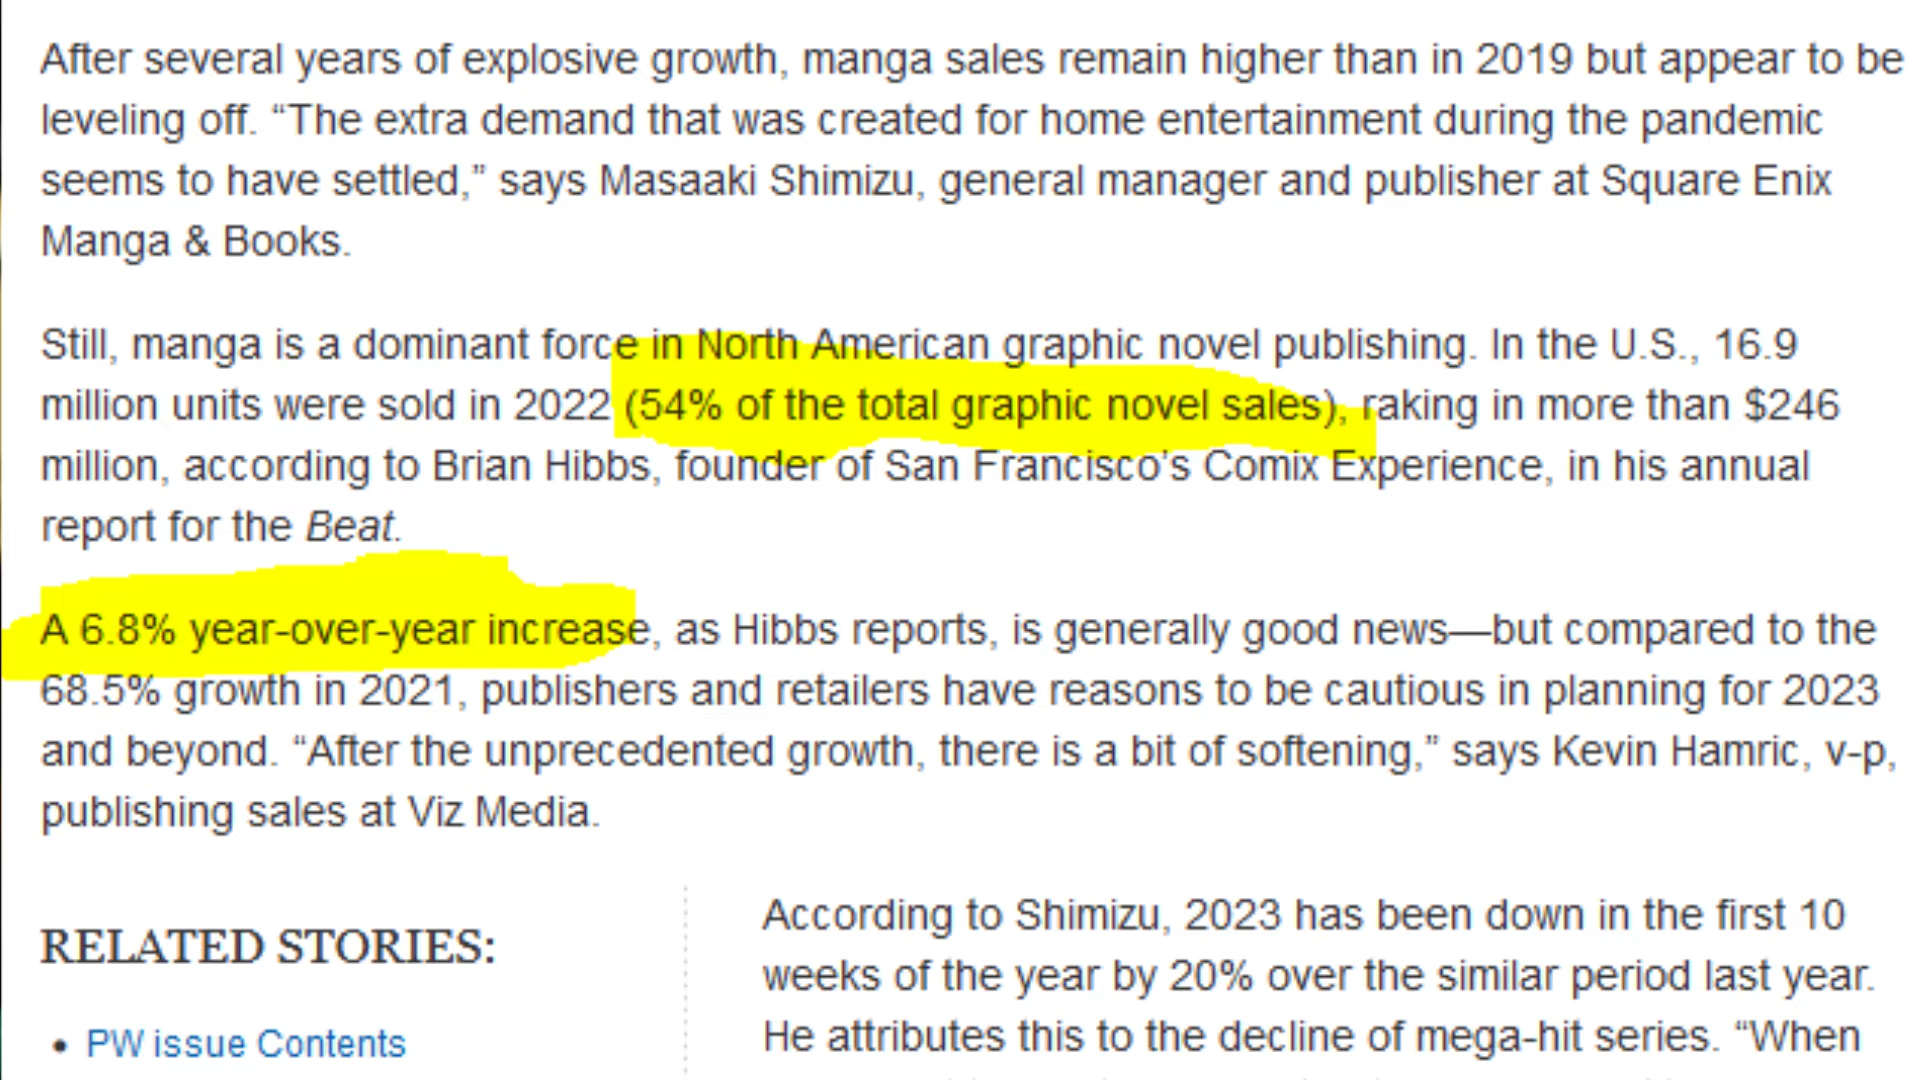 After several years of explosive growth, manga sales remain higher than in 2019 but appear to be
leveling off. “The extra demand that was created for home entertainment during the pandemic
seems to have settled,” says Masaaki Shimizu, general manager and publisher at Square Enix
Manga & Books.
Still, manga is a dominant force in North American graphic novel publishing. In the U.S., 16.9
million units were sold in 2022 (54% of the total graphic novel sales), raking in more than $246
million, according to Brian Hibbs, founder of San Francisco's Comix Experience, in his annual
report for the Beat.
A 6.8% year-over-year increase, as Hibbs reports, is generally good news—but compared to the
68.5% growth in 2021, publishers and retailers have reasons to be cautious in planning for 2023
and beyond. “After the unprecedented growth, there is a bit of softening,” says Kevin Hamric, v-p,
publishing sales at Viz Media.
RELATED STORIES:
• PW issue Contents
According to Shimizu, 2023 has been down in the first 10
weeks of the year by 20% over the similar period last year.
He attributes this to the decline of mega-hit series. “When